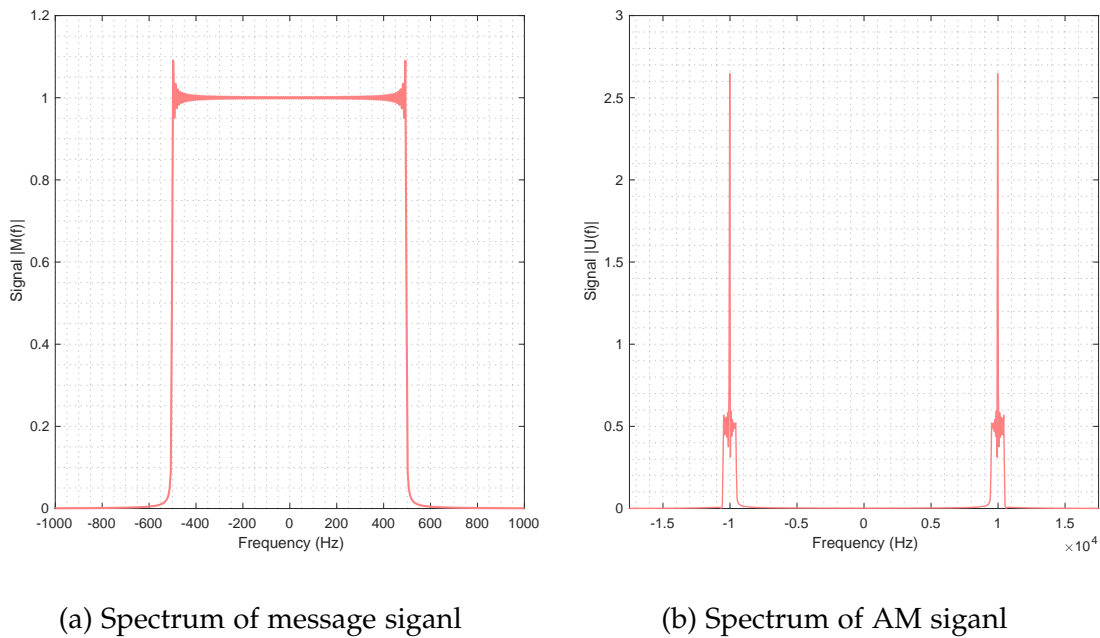 1.2
1
0.8
0.6
0.4
0.2
0
Signal |M(f)|
-1000 -800 -600 -400 -200 0 200 400 600 800 1000
Frequency (Hz)
3
2.5
2
1.5
1
0.5
0
Signal |U(f)|
-1.5 -1 -0.5 0 0.5 1 1.5
Frequency (Hz)
×10⁴
(a) Spectrum of message siganl
(b) Spectrum of AM siganl